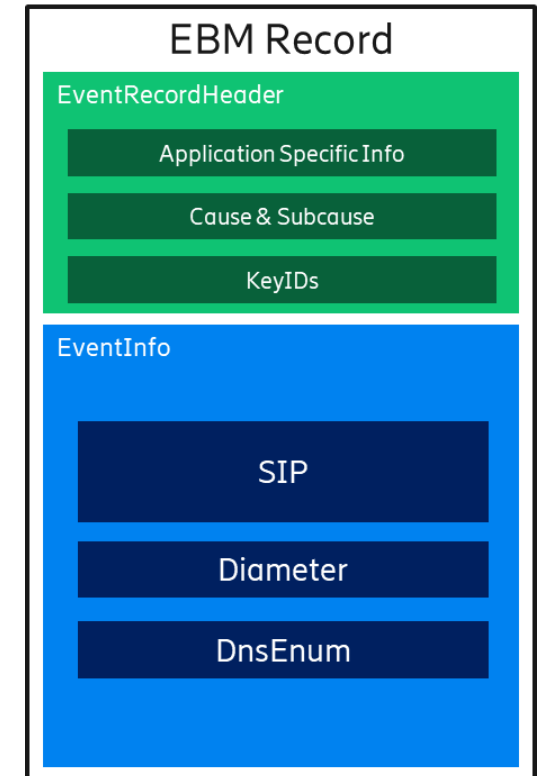 EBM Record
EventRecordHeader
Application Specific Info
Cause & Subcause
KeyIDs
EventInfo
SIP
Diameter
DnsEnum